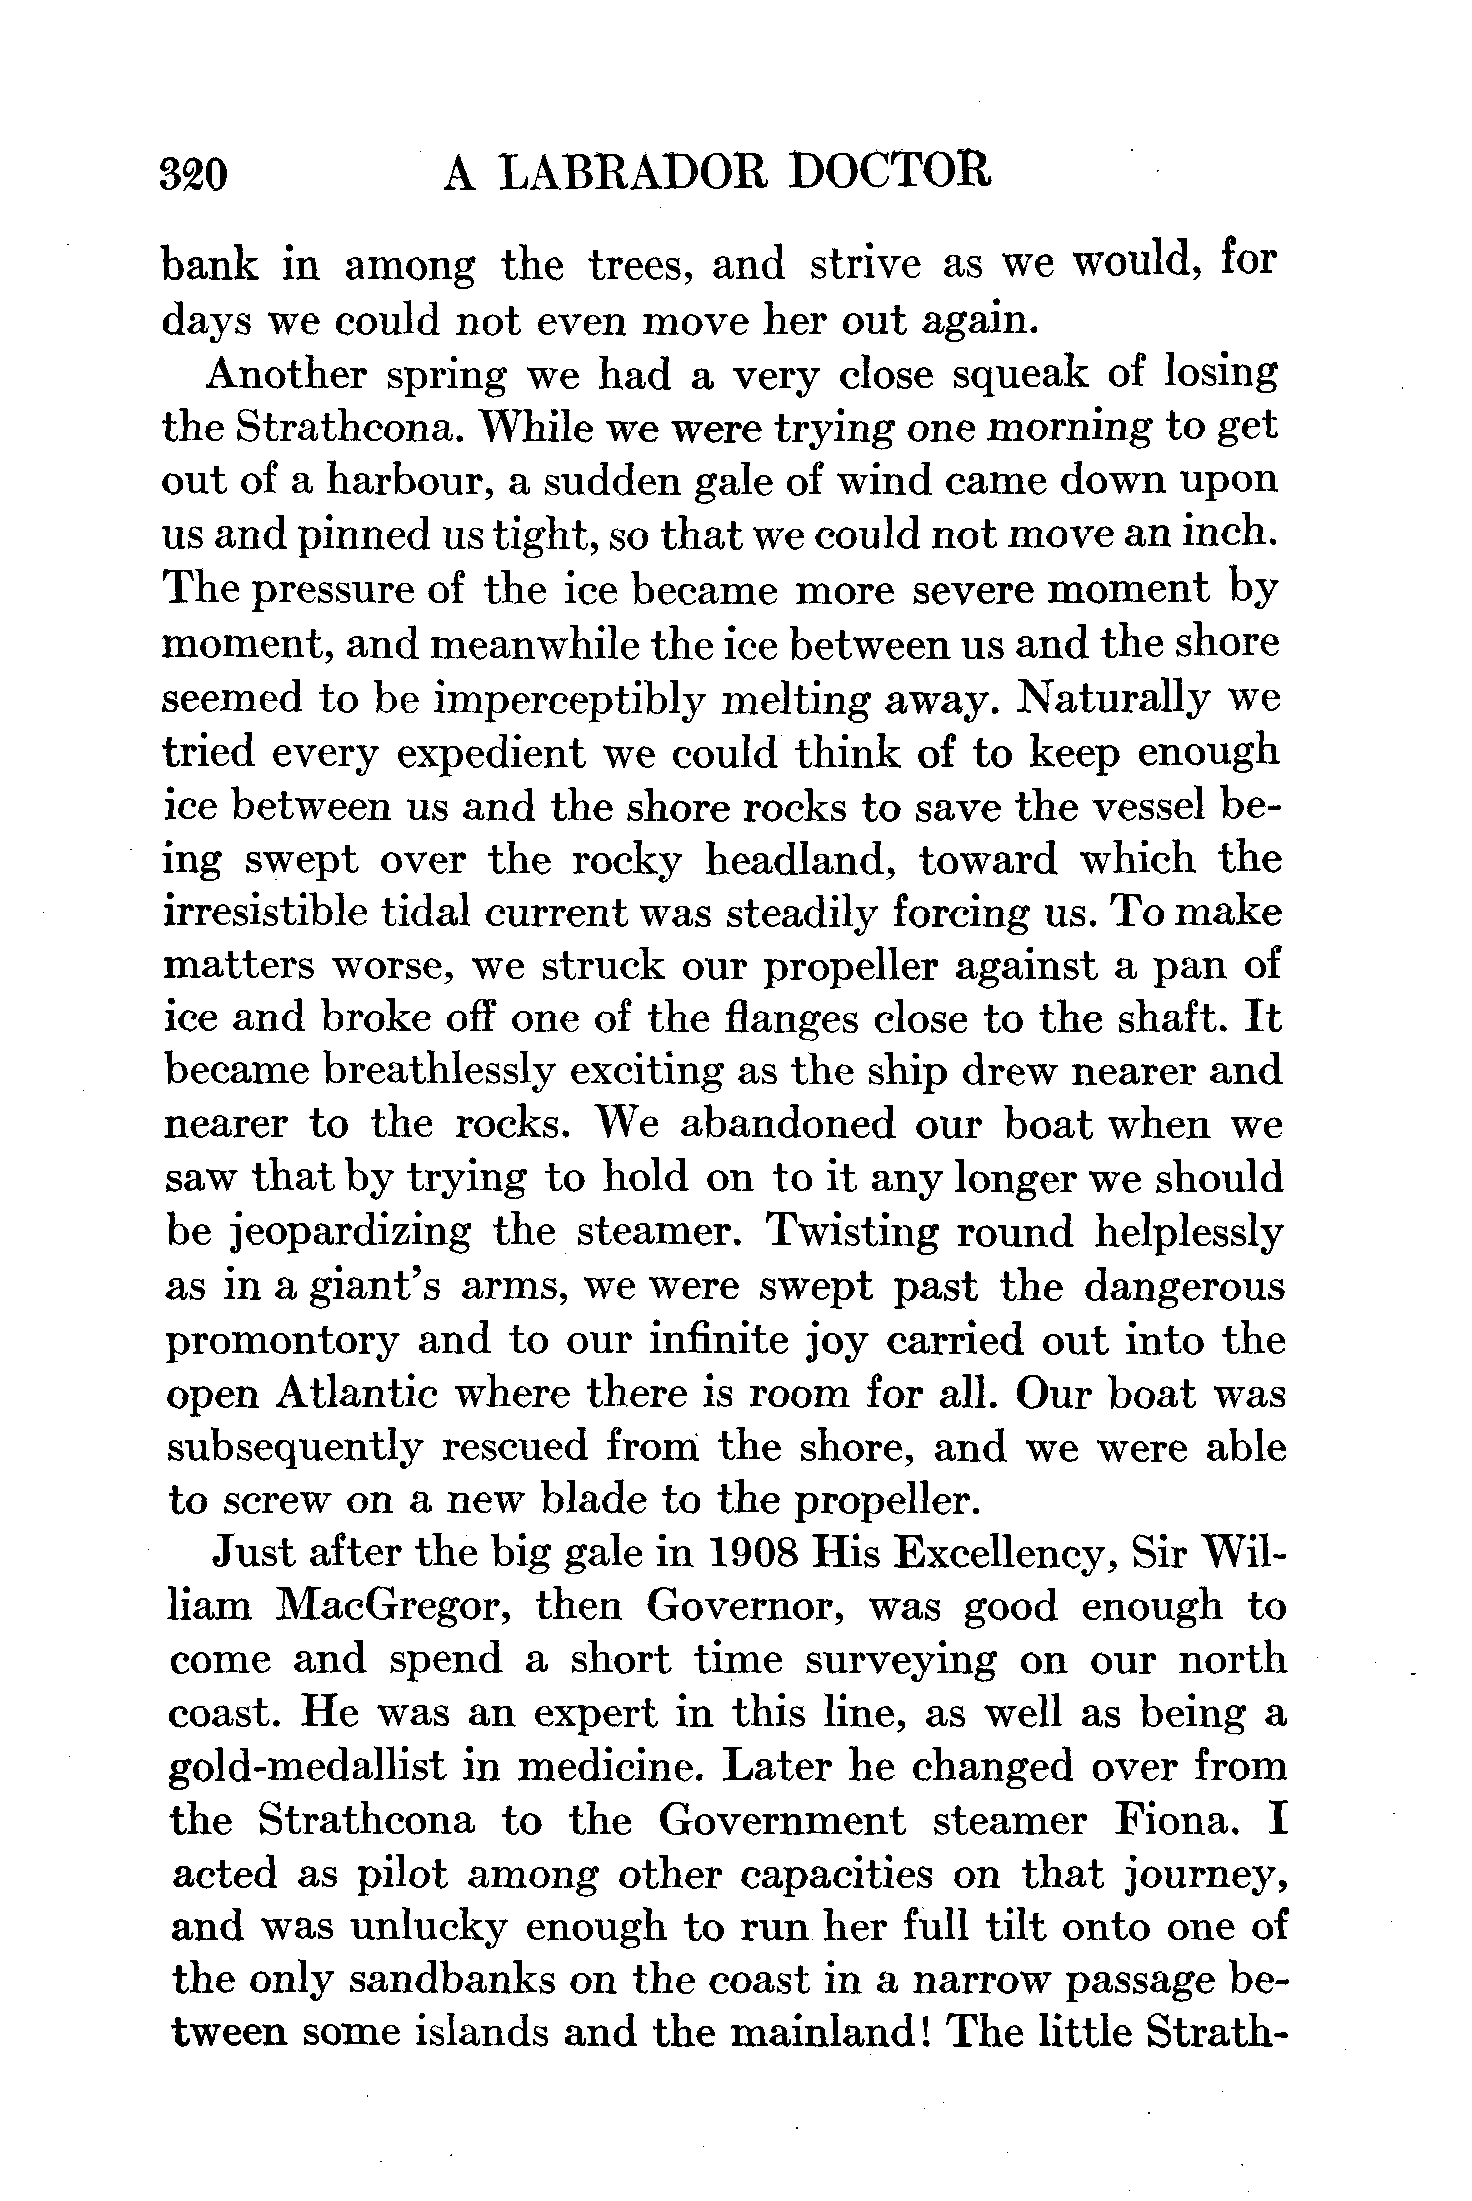 320 A LABRADOR DOCTOR
bank in among the trees, and strive as we would, for
days we could not even move her out again.
Another spring we had a very close squeak of losing
the Strathcona. While we were trying one morning to get
out of a harbour, a sudden gale of wind came down upon
us and pinned us tight, so that we could not move an inch.
The pressure of the ice became more severe moment by
moment, and meanwhile the ice between us and the shore
seemed to be imperceptibly melting away. Naturally we
tried every expedient we could think of to keep enough
ice between us and the shore rocks to save the vessel be-
ing swept over the rocky headland, toward which the
irresistible tidal current was steadily forcing us. To make
matters worse, we struck our propeller against a pan of
ice and broke off one of the flanges close to the shaft. It
became breathlessly exciting as the ship drew nearer and
nearer to the rocks. We abandoned our boat when we
saw that by trying to hold on to it any longer we should
be jeopardizing the steamer. Twisting round helplessly
as in a giant's arms, we were swept past the dangerous
promontory and to our infinite joy carried out into the
open Atlantic where there is room for all. Our boat was
subsequently rescued from the shore, and we were able
to screw on a new blade to the propeller.
Just after the big gale in 1908 His Excellency, Sir Wil-
liam MacGregor, then Governor, was good enough to
come and spend a short time surveying on our north
coast. He was an expert in this line, as well as being a
gold-medallist in medicine. Later he changed over from
the Strathcona to the Government steamer Fiona. I
acted as pilot among other capacities on that journey,
and was unlucky enough to run her full tilt onto one of
the only sandbanks on the coast in a narrow passage be-
tween some islands and the mainland! The little Strath-